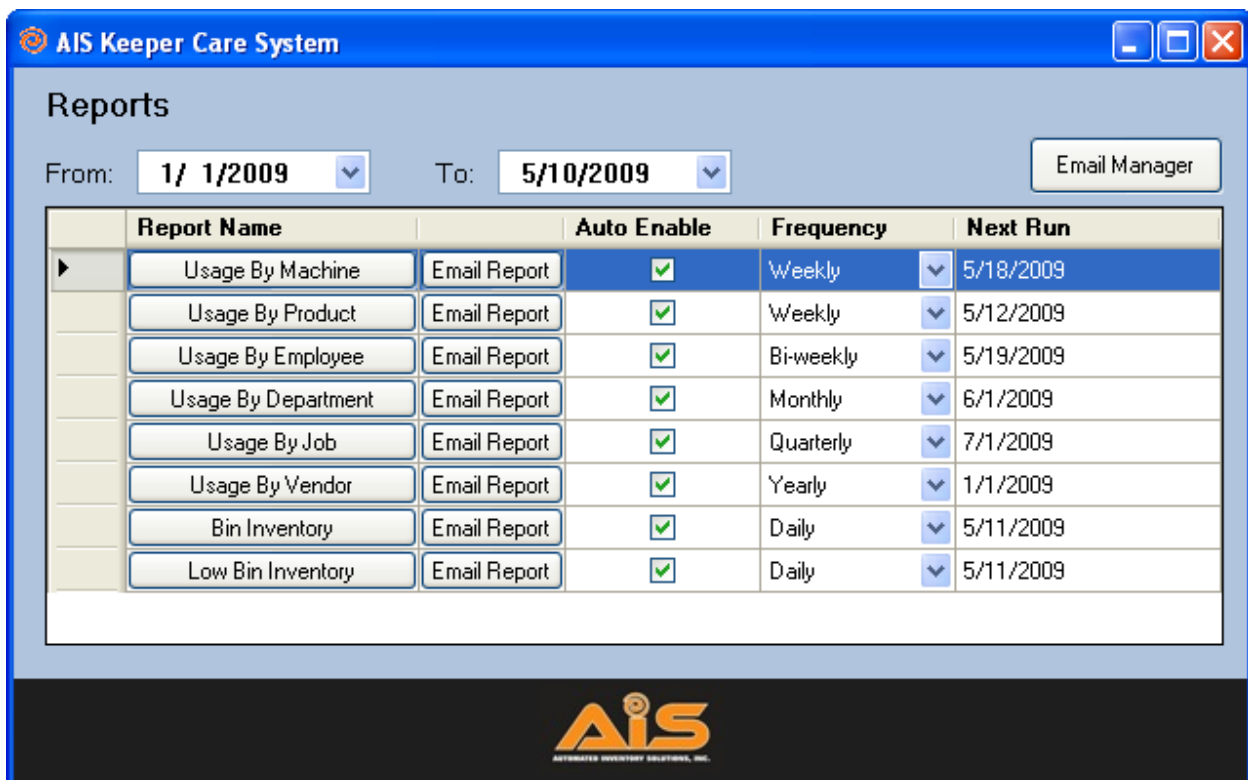 AIS Keeper Care System
Reports
From: 1/ 1/2009 To: 5/10/2009 Email Manager
Report Name Auto Enable Frequency Next Run
Usage By Machine Email Report Weekly 5/18/2009
Usage By Product Email Report Weekly 5/12/2009
Usage By Employee Email Report Bi-weekly 5/19/2009
Usage By Department Email Report Monthly 6/1/2009
Usage By Job Email Report Quarterly 7/1/2009
Usage By Vendor Email Report Yearly 1/1/2009
Bin Inventory Email Report Daily 5/11/2009
Low Bin Inventory Email Report Daily 5/11/2009
AiS
AUTOMATED INVENTORY SOLUTIONS, INC.